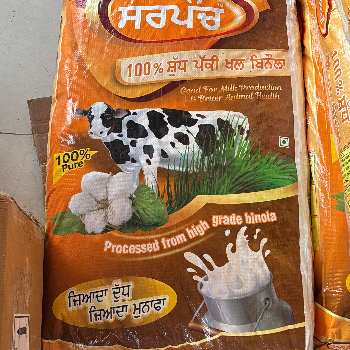 ਸਰਪੰਚ
100% ਸ਼ੁੱਧ ਪੱਕੀ ਖਲ ਬਿਨੌਲਾ
Good For Milk Production
& Better Animal Health
100%
Pure
Processed from high grade binola
ਜ਼ਿਆਦਾ ਦੁੱਧ
ਜ਼ਿਆਦਾ ਮੁਨਾਫਾ